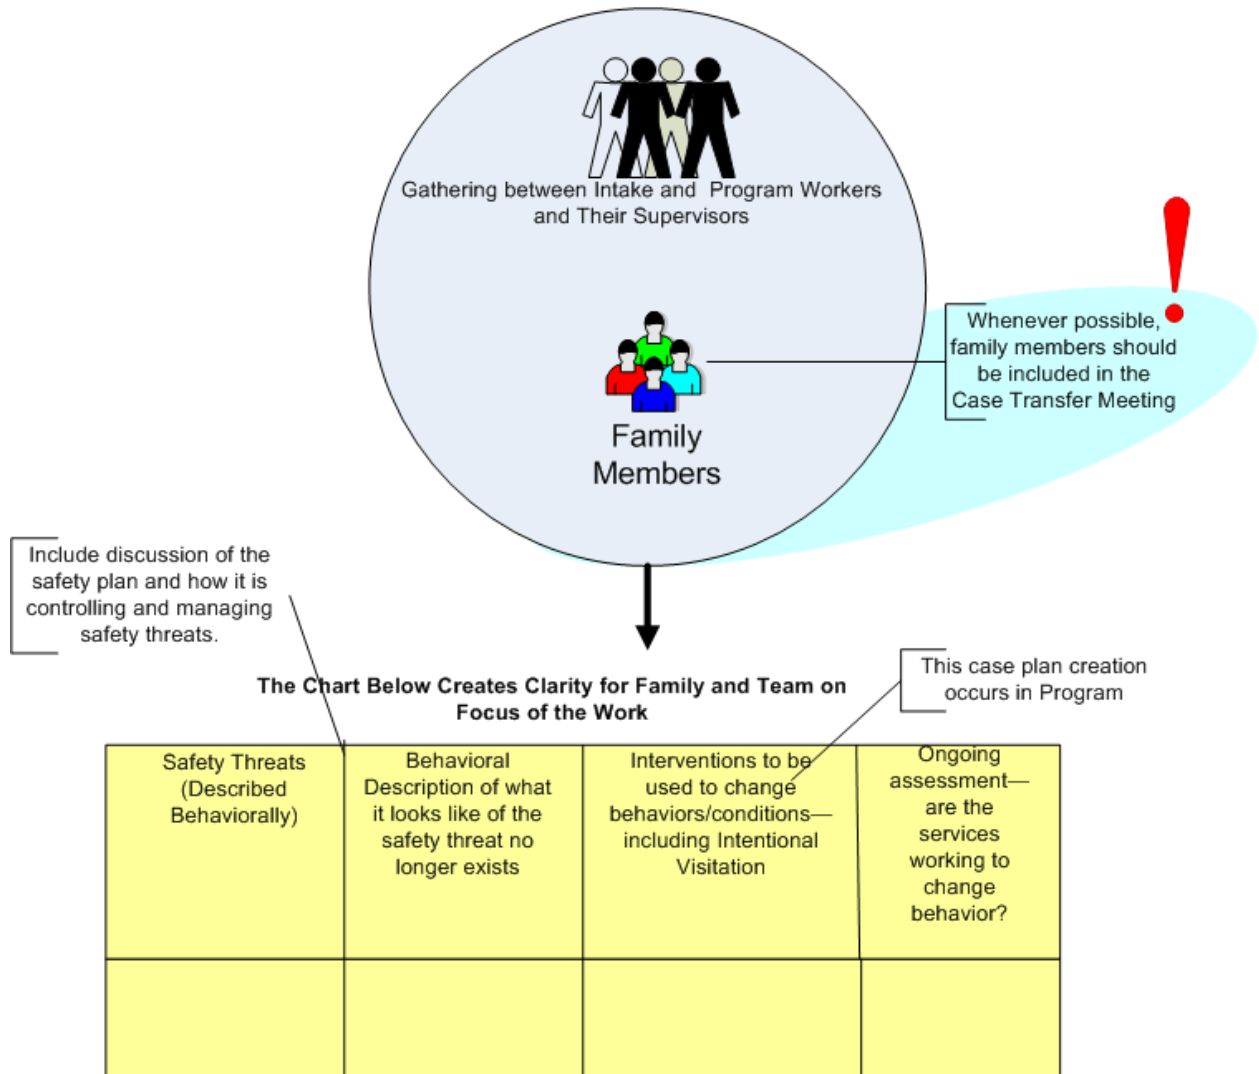 Gathering between Intake and Program Workers
and Their Supervisors
Whenever possible,
family members should
be included in the
Case Transfer Meeting
Family
Members
Include discussion of the
safety plan and how it is
controlling and managing
safety threats.
This case plan creation
occurs in Program
The Chart Below Creates Clarity for Family and Team on
Focus of the Work
Safety Threats
(Described
Behaviorally)
Behavioral
Description of what
it looks like of the
safety threat no
longer exists
Interventions to be
used to change
behaviors/conditions—
including Intentional
Visitation
Ongoing
assessment—
are the
services
working to
change
behavior?